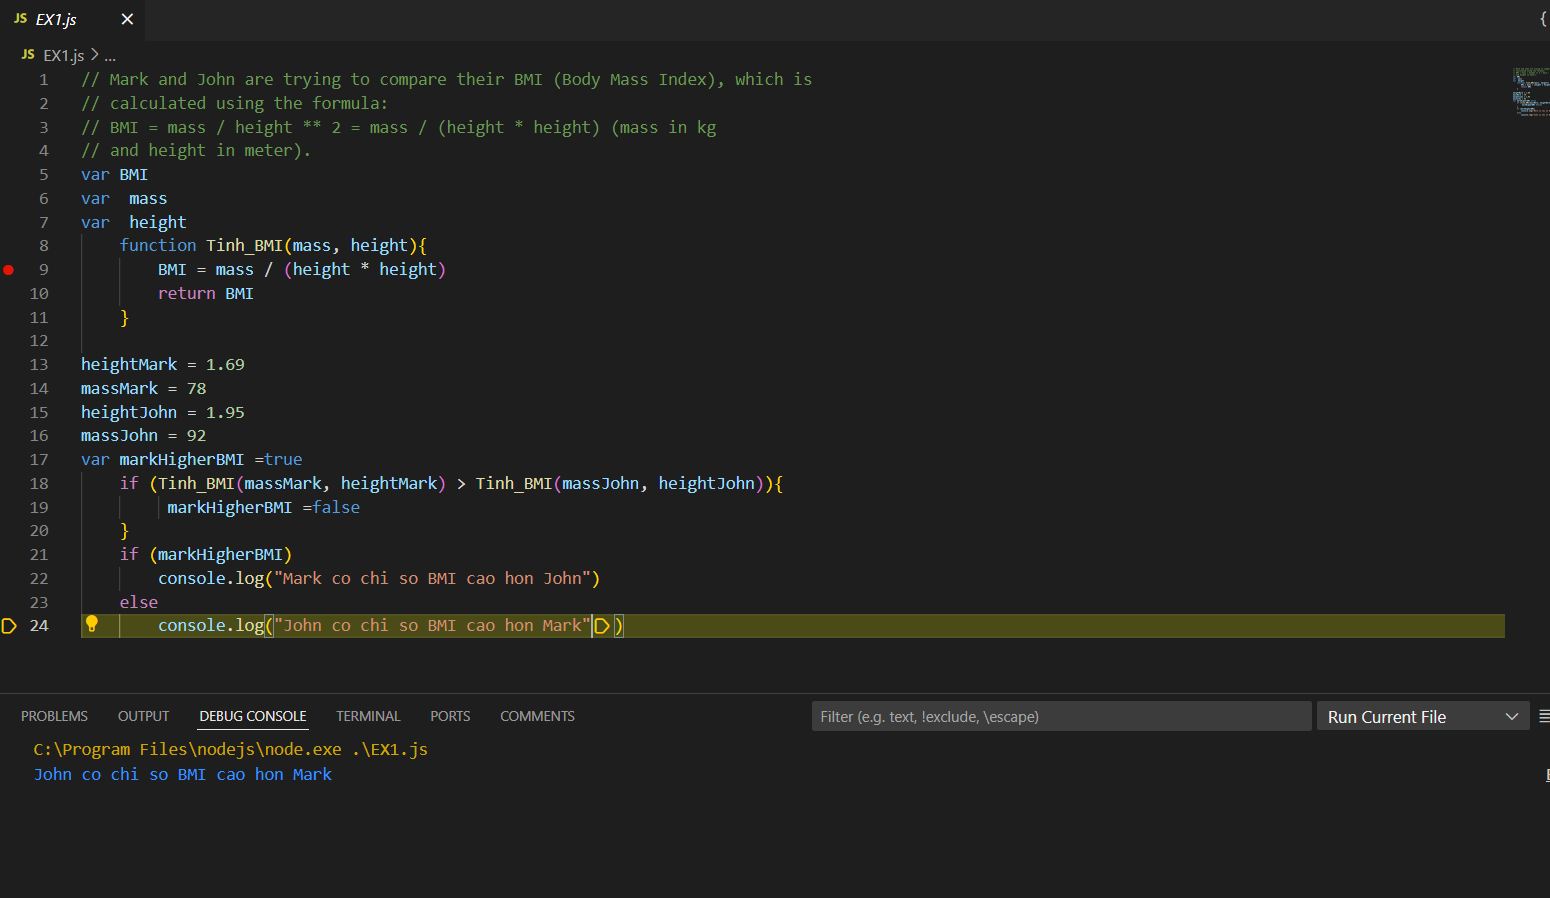 JS EX1.js
{
JS EX1.js > ...
1 // Mark and John are trying to compare their BMI (Body Mass Index), which is
2 // calculated using the formula:
3 // BMI = mass / height ** 2 = mass / (height * height) (mass in kg
4 // and height in meter).
5 var BMI
6 var  mass
7 var  height
8     function Tinh_BMI(mass, height){
9         BMI = mass / (height * height)
10         return BMI
11     }
12
13 heightMark = 1.69
14 massMark = 78
15 heightJohn = 1.95
16 massJohn = 92
17 var markHigherBMI =true
18     if (Tinh_BMI(massMark, heightMark) > Tinh_BMI(massJohn, heightJohn)){
19          markHigherBMI =false
20     }
21     if (markHigherBMI)
22         console.log("Mark co chi so BMI cao hon John")
23     else
24         console.log("John co chi so BMI cao hon Mark")
PROBLEMS OUTPUT DEBUG CONSOLE TERMINAL PORTS COMMENTS Filter (e.g. text, !exclude, \escape) Run Current File
C:\Program Files\nodejs\node.exe .\EX1.js
John co chi so BMI cao hon Mark